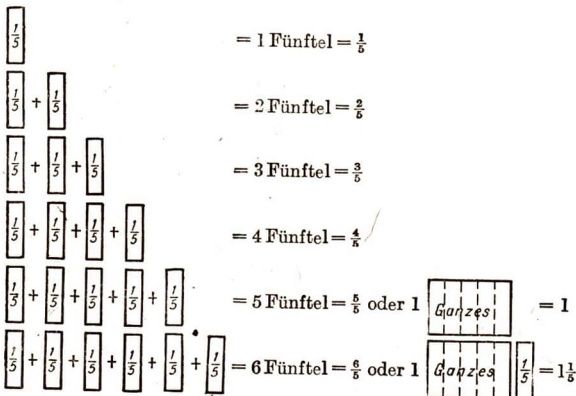 1/5 = 1 Fünftel = 1/5
1/5 + 1/5 = 2 Fünftel = 2/5
1/5 + 1/5 + 1/5 = 3 Fünftel = 3/5
1/5 + 1/5 + 1/5 + 1/5 = 4 Fünftel = 4/5
1/5 + 1/5 + 1/5 + 1/5 + 1/5 = 5 Fünftel = 5/5 oder 1 Ganzes = 1
1/5 + 1/5 + 1/5 + 1/5 + 1/5 + 1/5 = 6 Fünftel = 6/5 oder 1 Ganzes 1/5 = 1 1/5